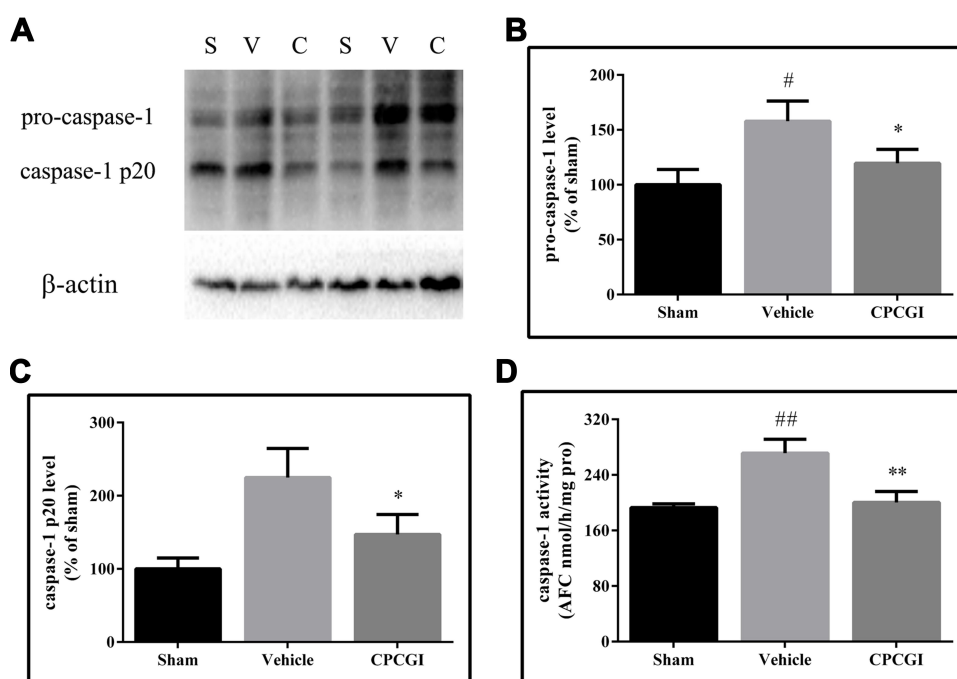 A
S V C S V C
pro-caspase-1
caspase-1 p20
β-actin
B
pro-caspase-1 level
(% of sham)
200
150
100
50
0
#
*
Sham Vehicle CPCGI
C
caspase-1 p20 level
(% of sham)
300
200
100
0
*
Sham Vehicle CPCGI
D
caspase-1 activity
(AFC nmol/h/mg pro)
320
240
160
80
0
##
**
Sham Vehicle CPCGI